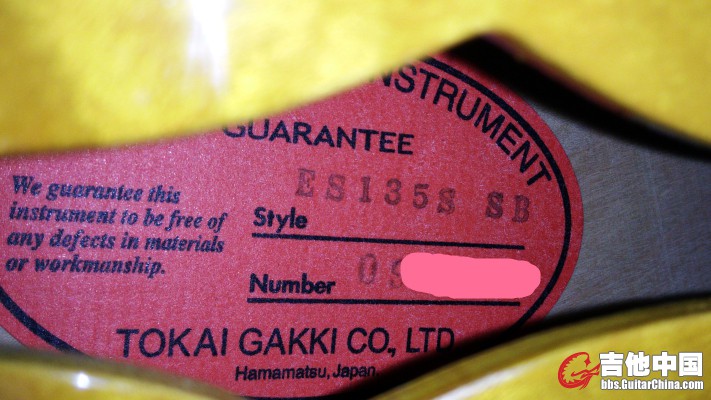 INSTRUMENT
GUARANTEE
We guarantee this
instrument to be free of
any defects in materials
or workmanship.
Style ES135S SB
Number 0
TOKAI GAKKI CO., LTD
Hamamatsu, Japan.
吉他中国
bbs.GuitarChina.com